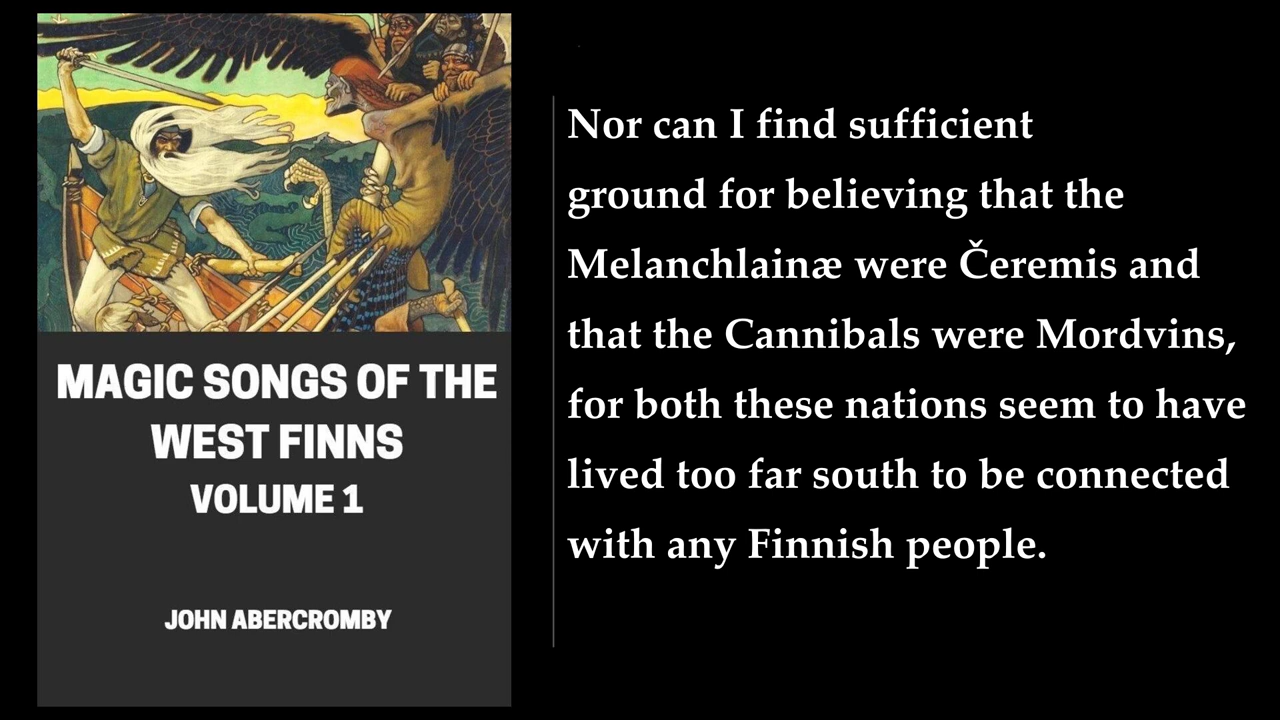 MAGIC SONGS OF THE
WEST FINNS
VOLUME 1
JOHN ABERCROMBY
Nor can I find sufficient
ground for believing that the
Melanchlainæ were Čeremis and
that the Cannibals were Mordvins,
for both these nations seem to have
lived too far south to be connected
with any Finnish people.